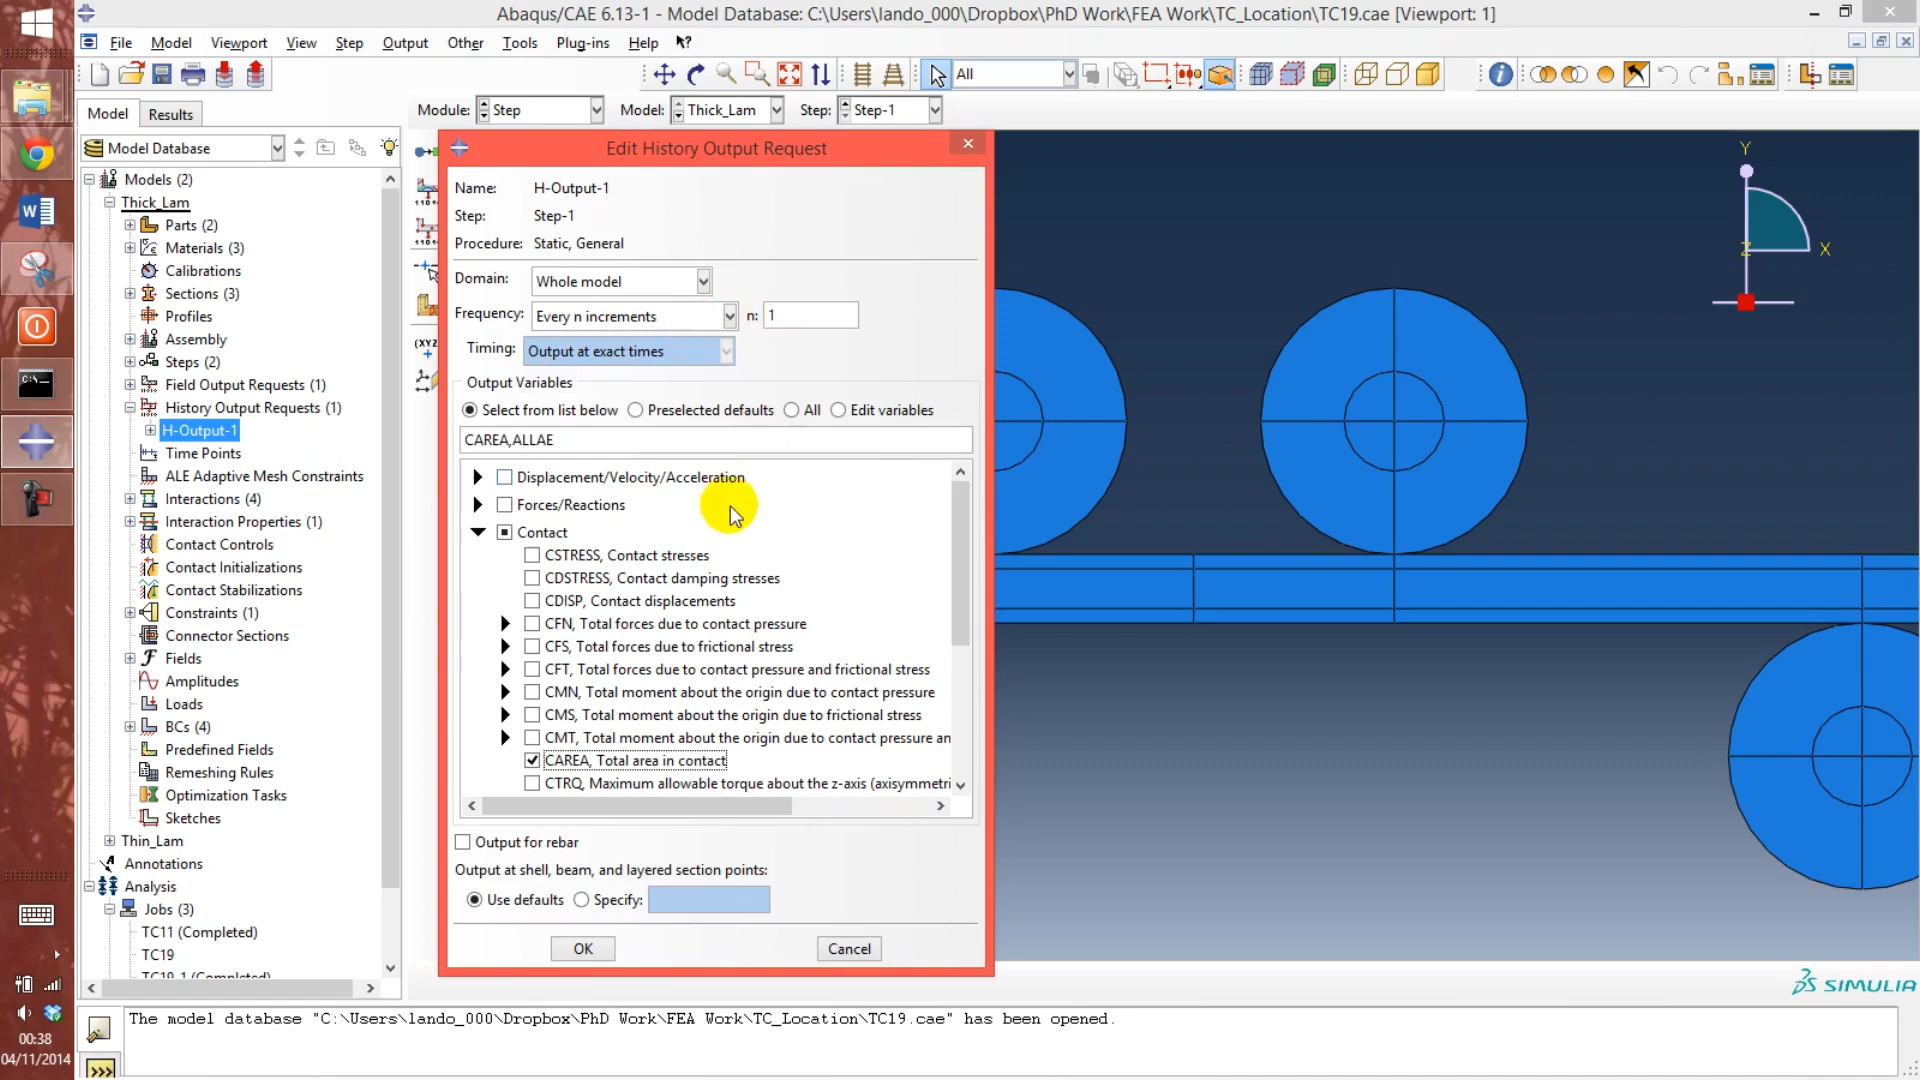 Abaqus/CAE 6.13-1 - Model Database: C:\Users\lando_000\Dropbox\PhD Work\FEA Work\TC_Location\TC19.cae [Viewport: 1]
File Model Viewport View Step Output Other Tools Plug-ins Help
All
Model Results
Module: Step Model: Thick_Lam Step: Step-1
Model Database
Models (2)
Thick_Lam
Parts (2)
Materials (3)
Calibrations
Sections (3)
Profiles
Assembly
Steps (2)
Field Output Requests (1)
History Output Requests (1)
H-Output-1
Time Points
ALE Adaptive Mesh Constraints
Interactions (4)
Interaction Properties (1)
Contact Controls
Contact Initializations
Contact Stabilizations
Constraints (1)
Connector Sections
Fields
Amplitudes
Loads
BCs (4)
Predefined Fields
Remeshing Rules
Optimization Tasks
Sketches
Thin_Lam
Annotations
Analysis
Jobs (3)
TC11 (Completed)
TC19
TC19-1 (Completed)
Edit History Output Request
Name: H-Output-1
Step: Step-1
Procedure: Static, General
Domain: Whole model
Frequency: Every n increments n: 1
Timing: Output at exact times
Output Variables
Select from list below Preselected defaults All Edit variables
CAREA,ALLAE
Displacement/Velocity/Acceleration
Forces/Reactions
Contact
CSTRESS, Contact stresses
CDSTRESS, Contact damping stresses
CDISP, Contact displacements
CFN, Total forces due to contact pressure
CFS, Total forces due to frictional stress
CFT, Total forces due to contact pressure and frictional stress
CMN, Total moment about the origin due to contact pressure
CMS, Total moment about the origin due to frictional stress
CMT, Total moment about the origin due to contact pressure an
CAREA, Total area in contact
CTRQ, Maximum allowable torque about the z-axis (axisymmetri
Output for rebar
Output at shell, beam, and layered section points:
Use defaults Specify:
OK Cancel
Y
Z X
SIMULIA
The model database "C:\Users\lando_000\Dropbox\PhD Work\FEA Work\TC_Location\TC19.cae" has been opened.
>>>
00:38
04/11/2014